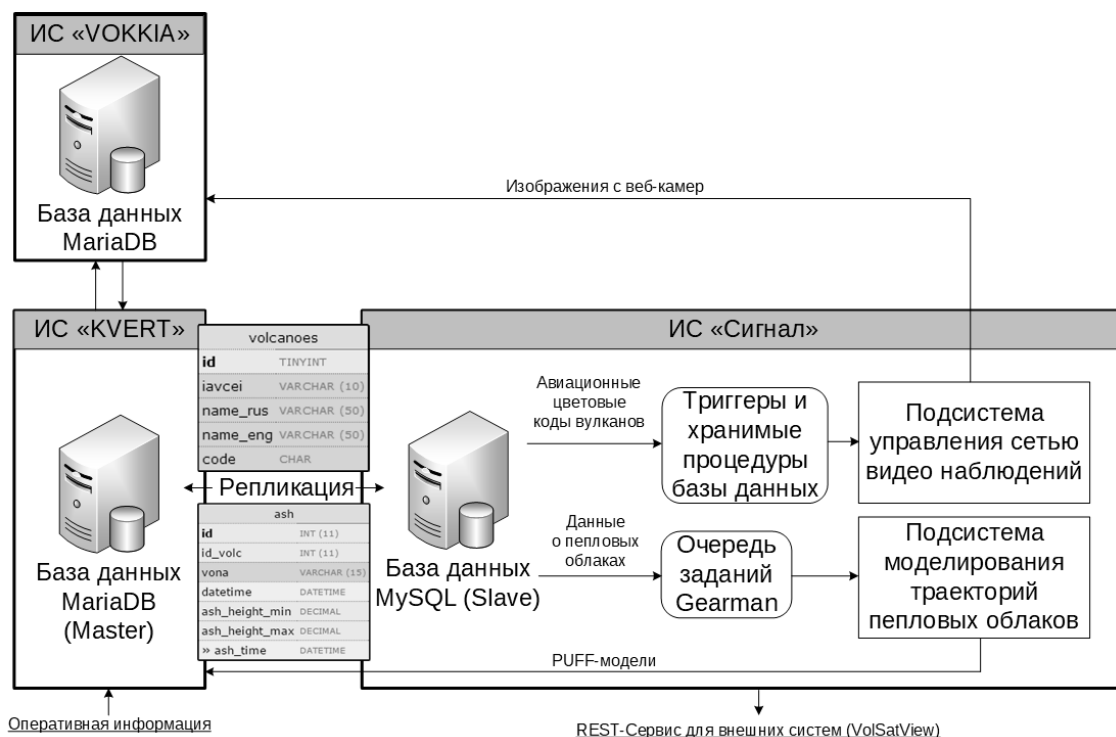 ИС «VOKKIA»
База данных
MariaDB
Изображения с веб-камер
ИС «KVERT»
База данных
MariaDB
(Master)
volcanoes
id TINYINT
iavcei VARCHAR (10)
name_rus VARCHAR (50)
name_eng VARCHAR (50)
code CHAR
Репликация
ash
id INT (11)
id_volc INT (11)
vona VARCHAR (15)
datetime DATETIME
ash_height_min DECIMAL
ash_height_max DECIMAL
» ash_time DATETIME
ИС «Сигнал»
База данных
MySQL (Slave)
Авиационные
цветовые
коды вулканов
Триггеры и
хранимые
процедуры
базы данных
Подсистема
управления сетью
видео наблюдений
Данные
о пепловых
облаках
Очередь
заданий
Gearman
Подсистема
моделирования
траекторий
пепловых облаков
PUFF-модели
Оперативная информация
REST-Сервис для внешних систем (VolSatView)